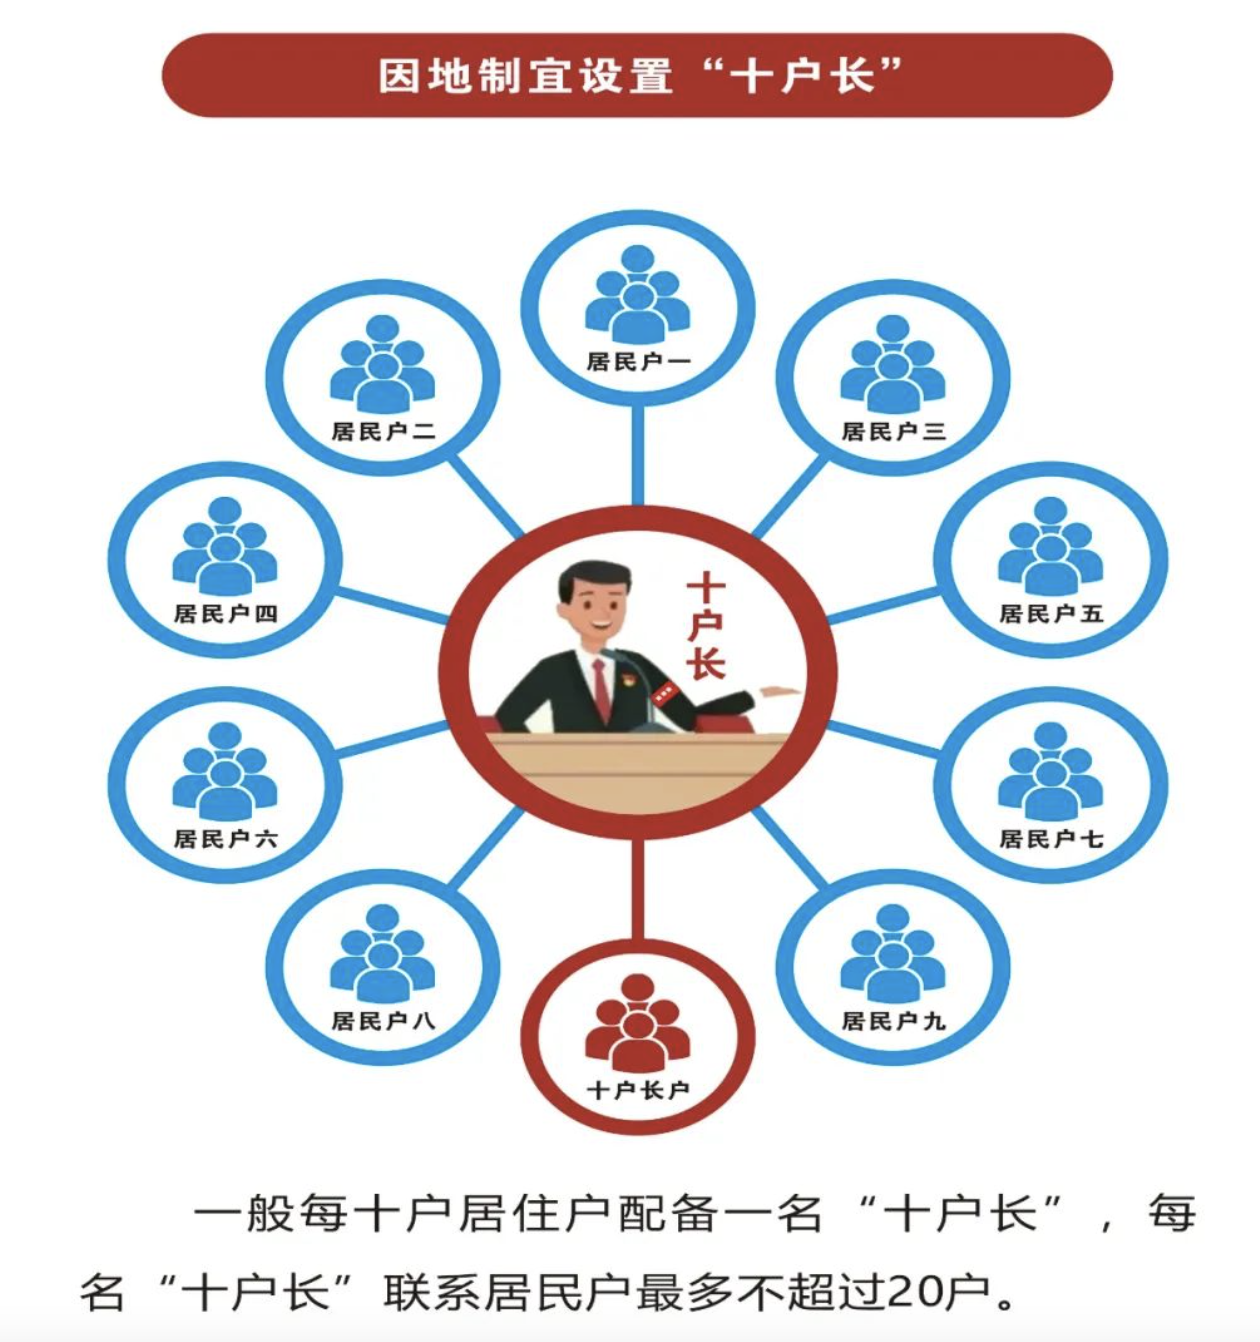 因地制宜设置“十户长”
居民户一
居民户二
居民户三
居民户四
居民户五
十户长
居民户六
居民户七
居民户八
居民户九
十户长户
一般每十户居住户配备一名“十户长”，每
名“十户长”联系居民户最多不超过20户。